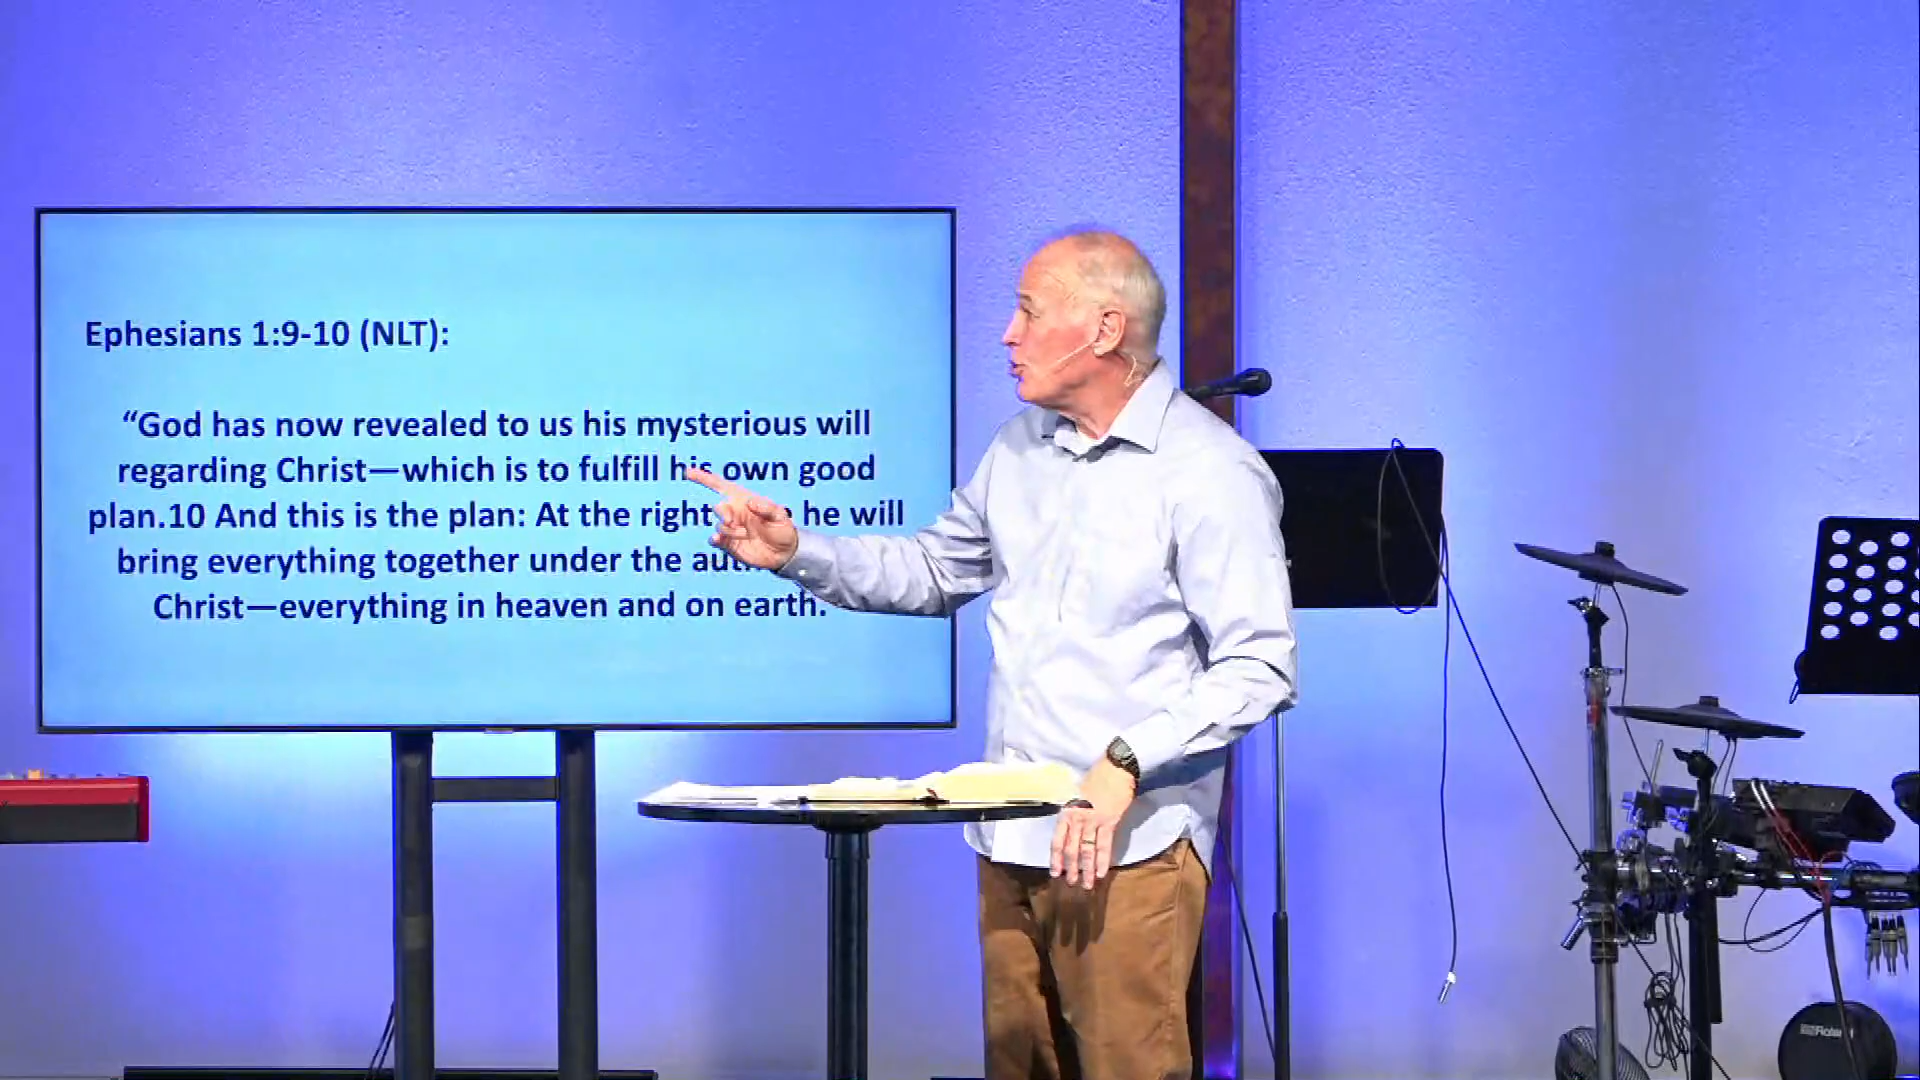 Ephesians 1:9-10 (NLT):
“God has now revealed to us his mysterious will
regarding Christ—which is to fulfill his own good
plan.10 And this is the plan: At the right he will
bring everything together under the
Christ—everything in heaven and on earth.
Roland